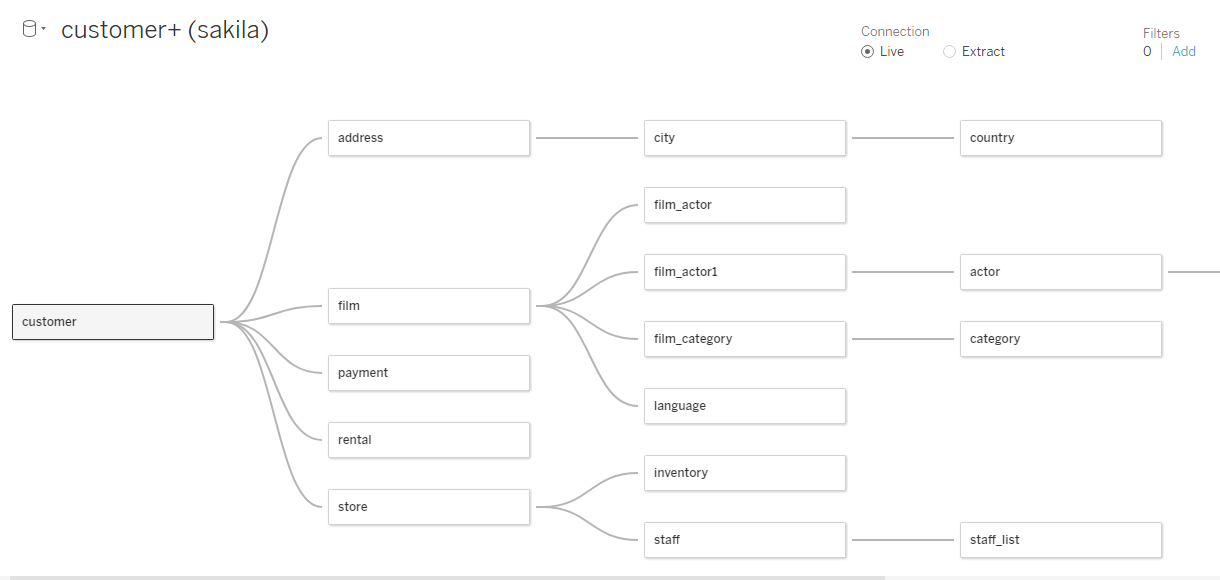 customer+ (sakila)
Connection
Live
Extract
Filters
0
Add
address
city
country
film_actor
film_actor1
actor
customer
film
film_category
category
payment
language
rental
inventory
store
staff
staff_list